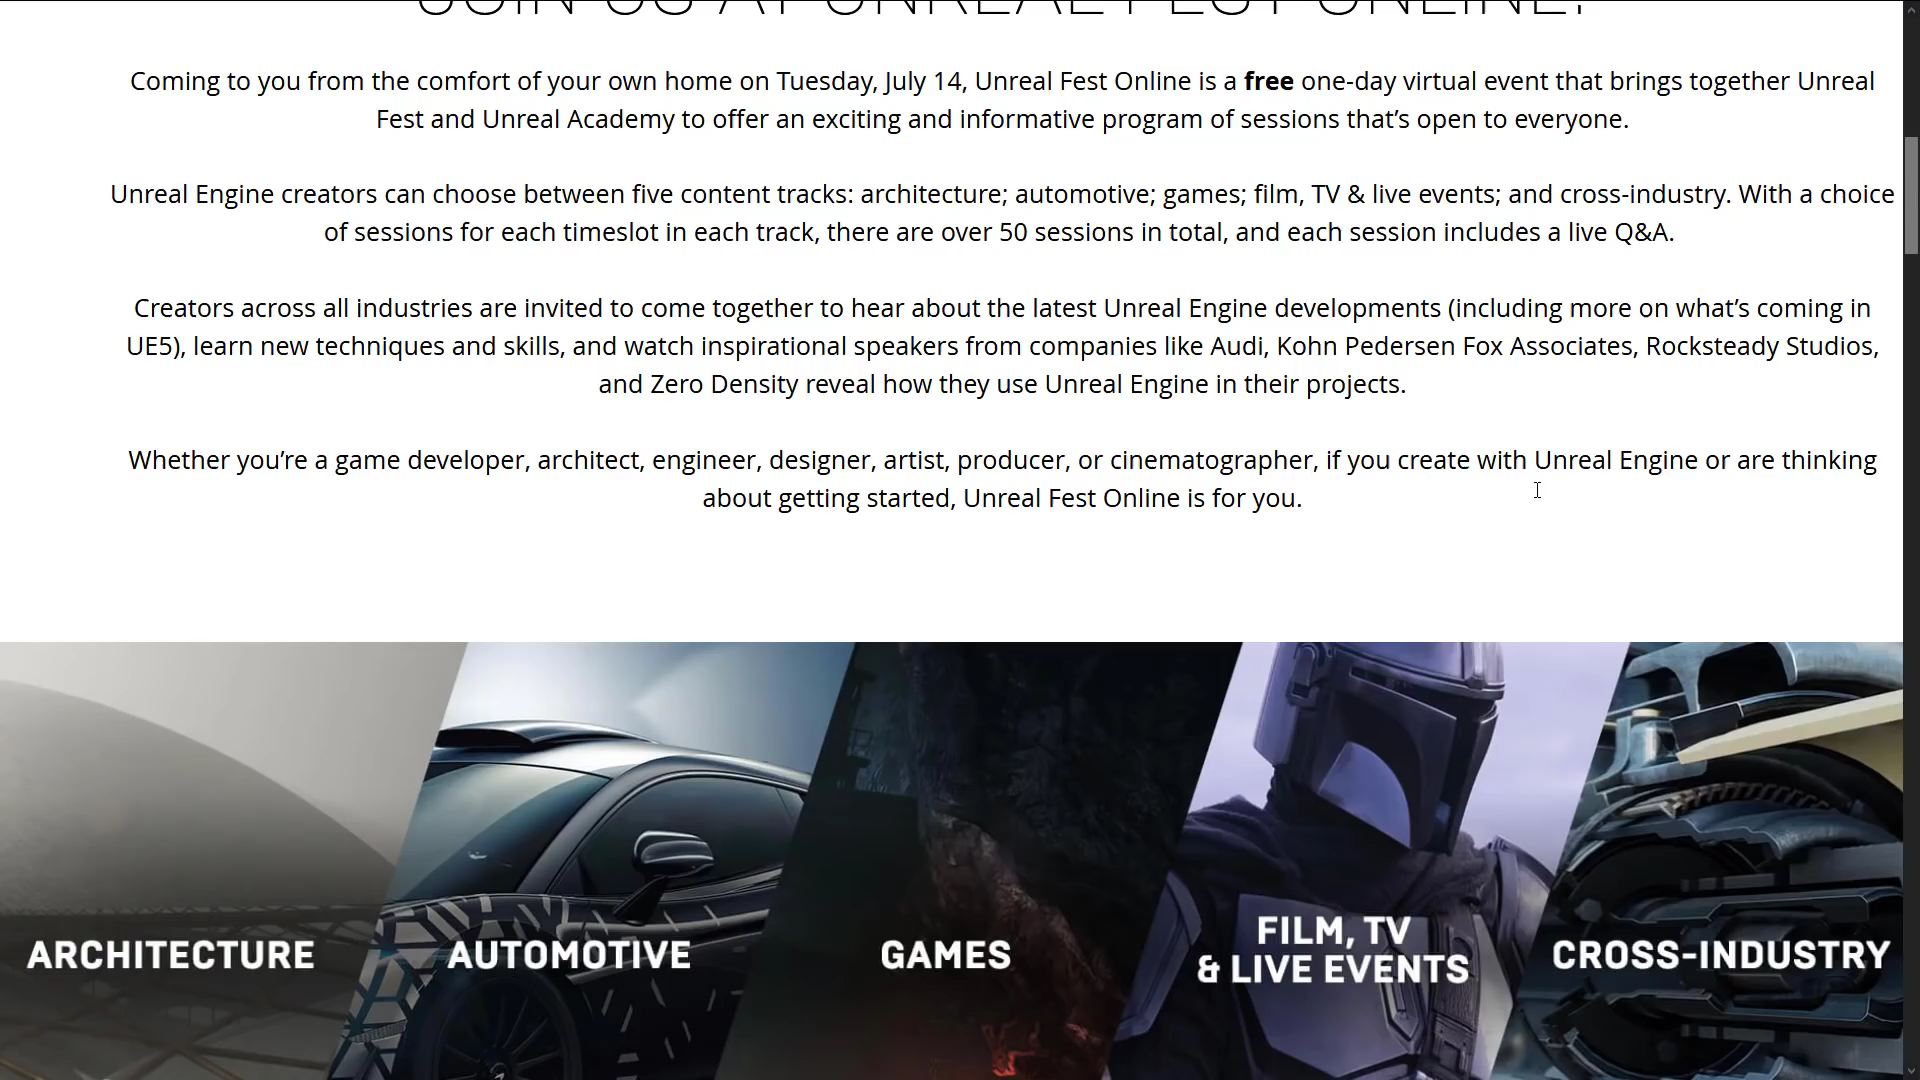 JOIN US AT UNREAL FEST ONLINE!
Coming to you from the comfort of your own home on Tuesday, July 14, Unreal Fest Online is a free one-day virtual event that brings together Unreal
Fest and Unreal Academy to offer an exciting and informative program of sessions that’s open to everyone.
Unreal Engine creators can choose between five content tracks: architecture; automotive; games; film, TV & live events; and cross-industry. With a choice
of sessions for each timeslot in each track, there are over 50 sessions in total, and each session includes a live Q&A.
Creators across all industries are invited to come together to hear about the latest Unreal Engine developments (including more on what’s coming in
UE5), learn new techniques and skills, and watch inspirational speakers from companies like Audi, Kohn Pedersen Fox Associates, Rocksteady Studios,
and Zero Density reveal how they use Unreal Engine in their projects.
Whether you’re a game developer, architect, engineer, designer, artist, producer, or cinematographer, if you create with Unreal Engine or are thinking
about getting started, Unreal Fest Online is for you.
ARCHITECTURE
AUTOMOTIVE
GAMES
FILM, TV
& LIVE EVENTS
CROSS-INDUSTRY